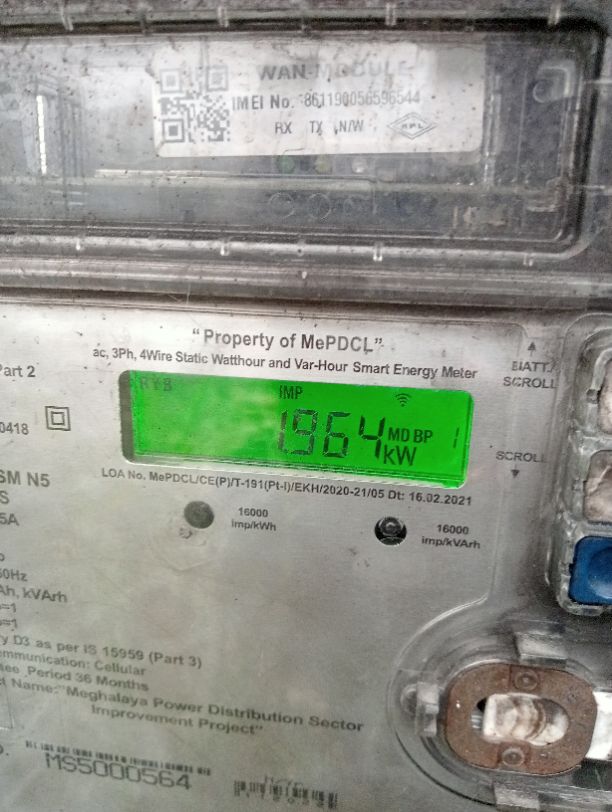 WAN-MODULE
IMEI No. 861190056596544
RX TX N/W
"Property of MePDCL"
ac, 3Ph, 4Wire Static Watthour and Var-Hour Smart Energy Meter
BATT./
SCROLL
Part 2
RYB
IMP
1.964 MD BP
kW
0418
SCROLL
LOA No. MePDCL/CE(P)/T-191(Pt-I)/EKH/2020-21/05 Dt: 16.02.2021
SM N5
S
5A
16000
imp/kWh
16000
imp/kVArh
50Hz
Ah, kVArh
=1
=1
y D3 as per IS 15959 (Part 3)
mmunication: Cellular
tee Period 36 Months
ct Name:"Meghalaya Power Distribution Sector
Improvement Project"
MS5000564